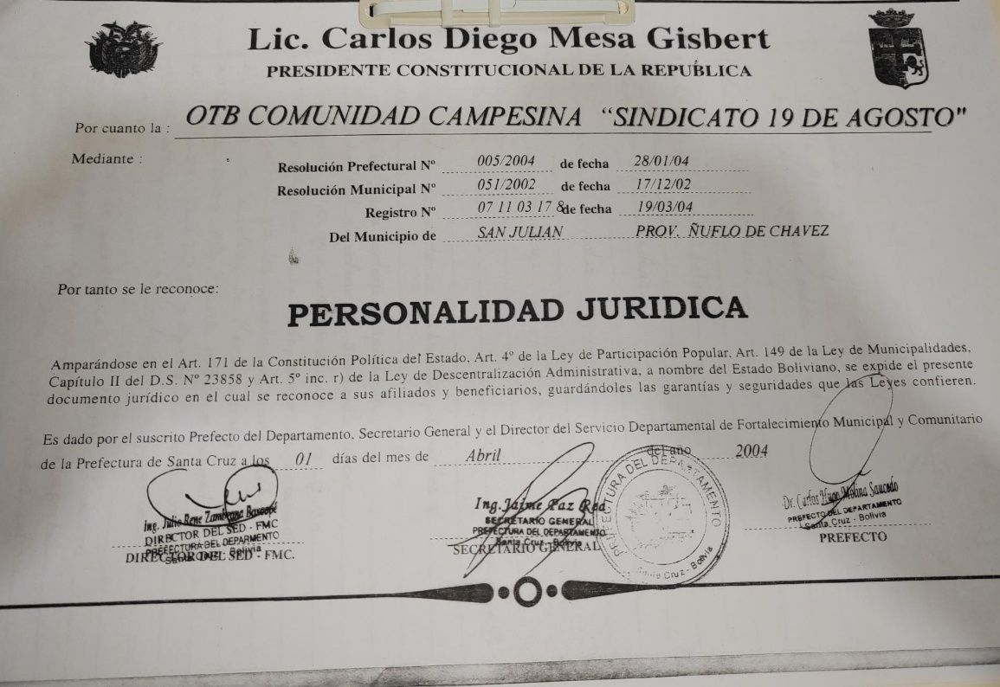 Lic. Carlos Diego Mesa Gisbert
PRESIDENTE CONSTITUCIONAL DE LA REPUBLICA
Por cuanto la : OTB COMUNIDAD CAMPESINA "SINDICATO 19 DE AGOSTO"
Mediante :
Resolución Prefectural Nº 005/2004 de fecha 28/01/04
Resolución Municipal Nº 051/2002 de fecha 17/12/02
Registro Nº 07 11 03 17 8 de fecha 19/03/04
Del Municipio de SAN JULIAN PROV. ÑUFLO DE CHAVEZ
Por tanto se le reconoce:
PERSONALIDAD JURIDICA
Amparándose en el Art. 171 de la Constitución Política del Estado, Art. 4º de la Ley de Participación Popular, Art. 149 de la Ley de Municipalidades,
Capítulo II del D.S. Nº 23858 y Art. 5º inc. r) de la Ley de Descentralización Administrativa, a nombre del Estado Boliviano, se expide el presente
documento jurídico en el cual se reconoce a sus afiliados y beneficiarios, guardándoles las garantías y seguridades que las Leyes confieren.
Es dado por el suscrito Prefecto del Departamento, Secretario General y el Director del Servicio Departamental de Fortalecimiento Municipal y Comunitario
de la Prefectura de Santa Cruz a los 01 días del mes de Abril del año 2004
Ing. Julio Rene Zambrana Bascopé
DIRECTOR DEL SED - FMC
PREFECTURA DEL DEPARMENTO
Santa Cruz - Bolivia
DIRECTOR DEL SED - FMC.
Ing. Jaime Paz Rea
SECRETARIO GENERAL
PREFECTURA DEL DEPARTAMENTO
Santa Cruz - Bolivia
SECRETARIO GENERAL
PREFECTURA DEL DEPARTAMENTO
Santa Cruz - Bolivia
Dr. Carlos Hugo Molina Saucedo
PREFECTO DEL DEPARTAMENTO
Santa Cruz - Bolivia
PREFECTO